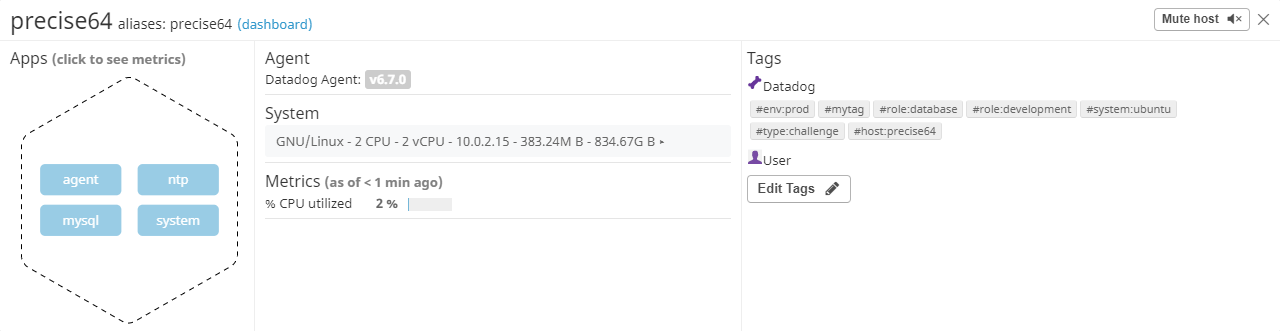 precise64 aliases: precise64 (dashboard)
Mute host
Apps (click to see metrics)
agent
ntp
mysql
system
Agent
Datadog Agent: v6.7.0
System
GNU/Linux - 2 CPU - 2 vCPU - 10.0.2.15 - 383.24M B - 834.67G B ▸
Metrics (as of < 1 min ago)
% CPU utilized 2 %
Tags
Datadog
#env:prod #mytag #role:database #role:development #system:ubuntu
#type:challenge #host:precise64
User
Edit Tags